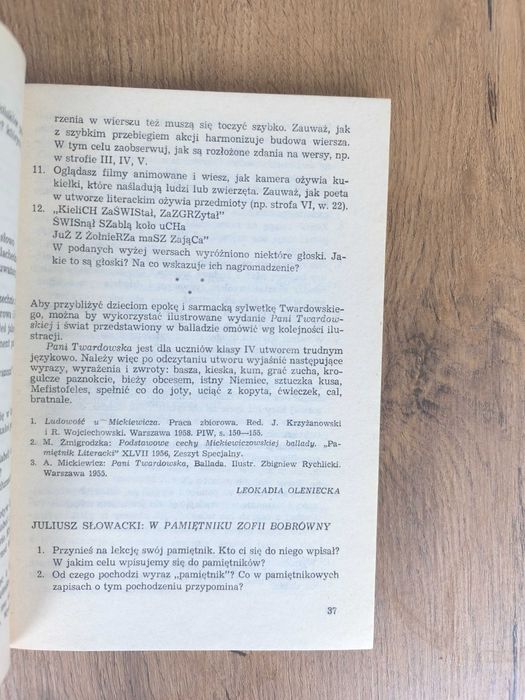 rzenia w wierszu też muszą się toczyć szybko. Zauważ, jak
z szybkim przebiegiem akcji harmonizuje budowa wiersza.
W tym celu zaobserwuj, jak są rozłożone zdania na wersy, np.
w strofie III, IV, V.
11. Oglądasz filmy animowane i wiesz, jak kamera ożywia ku-
kiełki, które naśladują ludzi lub zwierzęta. Zauważ, jak poeta
w utworze literackim ożywia przedmioty (np. strofa VI, w. 22).
12. „KieliCH ZaŚWIStał, ZaZGRZytał"
ŚWISnął SZablą koło uCHa
JuŻ Z ŻołnieRZa maSZ ZająCa"
W podanych wyżej wersach wyróżniono niektóre głoski. Ja-
kie to są głoski? Na co wskazuje ich nagromadzenie?
* * *
Aby przybliżyć dzieciom epokę i sarmacką sylwetkę Twardowskie-
go, można by wykorzystać ilustrowane wydanie Pani Twardow-
skiej i świat przedstawiony w balladzie omówić wg kolejności ilu-
stracji.
Pani Twardowska jest dla uczniów klasy IV utworem trudnym
językowo. Należy więc po odczytaniu utworu wyjaśnić następujące
wyrazy, wyrażenia i zwroty: basza, kieska, kum, grać zucha, kro-
gulcze paznokcie, bieży obcesem, istny Niemiec, sztuczka kusa,
Mefistofeles, spełnić co do joty, uciąć z kopyta, ćwieczek, cal,
bratnale.
1. Ludowość u Mickiewicza. Praca zbiorowa. Red. J. Krzyżanowski
i R. Wojciechowski. Warszawa 1958. PIW, s. 150—155.
2. M. Żmigrodzka: Podstawowe cechy Mickiewiczowskiej ballady. „Pa-
miętnik Literacki" XLVII 1956, Zeszyt Specjalny.
3. A. Mickiewicz: Pani Twardowska, Ballada. Ilustr. Zbigniew Rychlicki.
Warszawa 1955.
LEOKADIA OLENIECKA
JULIUSZ SŁOWACKI: W PAMIĘTNIKU ZOFII BOBRÓWNY
1. Przynieś na lekcję swój pamiętnik. Kto ci się do niego wpisał?
W jakim celu wpisujemy się do pamiętników?
2. Od czego pochodzi wyraz „pamiętnik"? Co w pamiętnikowych
zapisach o tym pochodzeniu przypomina?
37